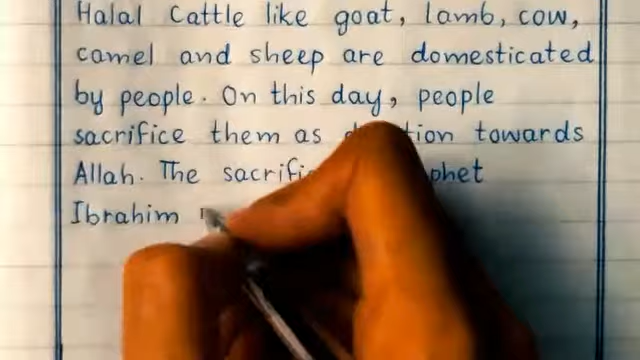 Halal Cattle like goat, lamb, cow,
camel and sheep are domesticated
by people. On this day, people
sacrifice them as towards
Allah. The
Ibrahim